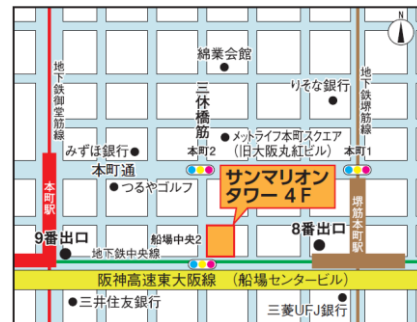 N
綿業会館
りそな銀行
地下鉄御堂筋線
三休橋筋
地下鉄堺筋線
メットライフ本町スクエア
(旧大阪丸紅ビル)
みずほ銀行
本町2
本町1
本町通
つるやゴルフ
サンマリオン
タワー 4F
本町駅
堺筋本町駅
船場中央2
8番出口
9番出口
地下鉄中央線
阪神高速東大阪線 (船場センタービル)
三井住友銀行
三菱UFJ銀行